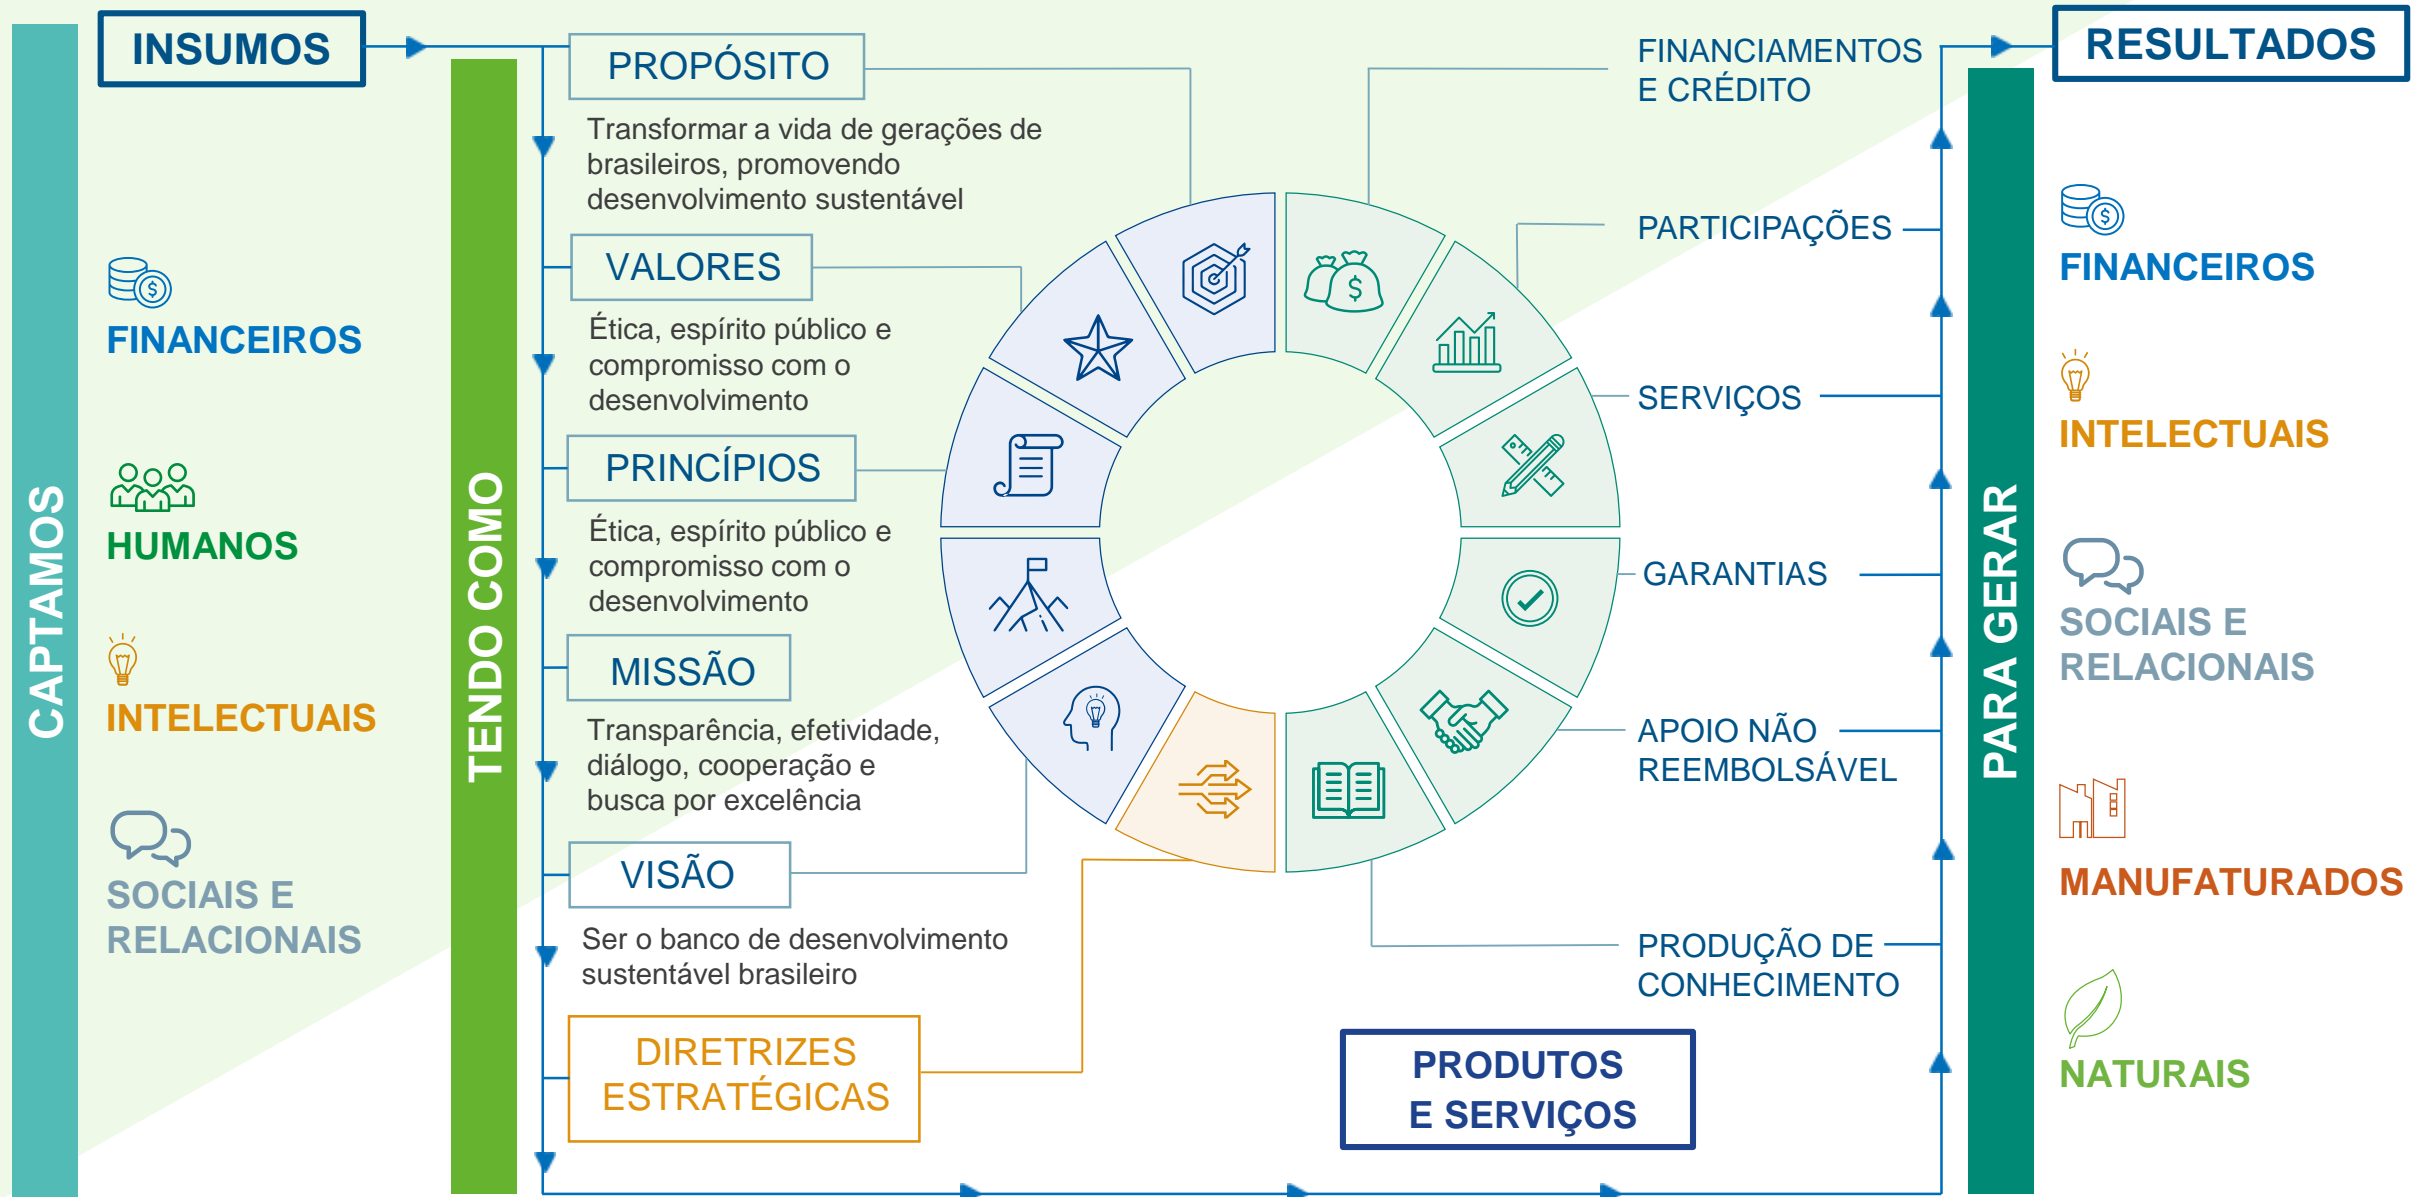 CAPTAMOS
INSUMOS
FINANCEIROS
HUMANOS
INTELECTUAIS
SOCIAIS E
RELACIONAIS
TENDO COMO
PROPÓSITO
Transformar a vida de gerações de
brasileiros, promovendo
desenvolvimento sustentável
VALORES
Ética, espírito público e
compromisso com o
desenvolvimento
PRINCÍPIOS
Ética, espírito público e
compromisso com o
desenvolvimento
MISSÃO
Transparência, efetividade,
diálogo, cooperação e
busca por excelência
VISÃO
Ser o banco de desenvolvimento
sustentável brasileiro
DIRETRIZES
ESTRATÉGICAS
FINANCIAMENTOS
E CRÉDITO
PARTICIPAÇÕES
SERVIÇOS
GARANTIAS
APOIO NÃO
REEMBOLSÁVEL
PRODUÇÃO DE
CONHECIMENTO
PRODUTOS
E SERVIÇOS
PARA GERAR
RESULTADOS
FINANCEIROS
INTELECTUAIS
SOCIAIS E
RELACIONAIS
MANUFATURADOS
NATURAIS